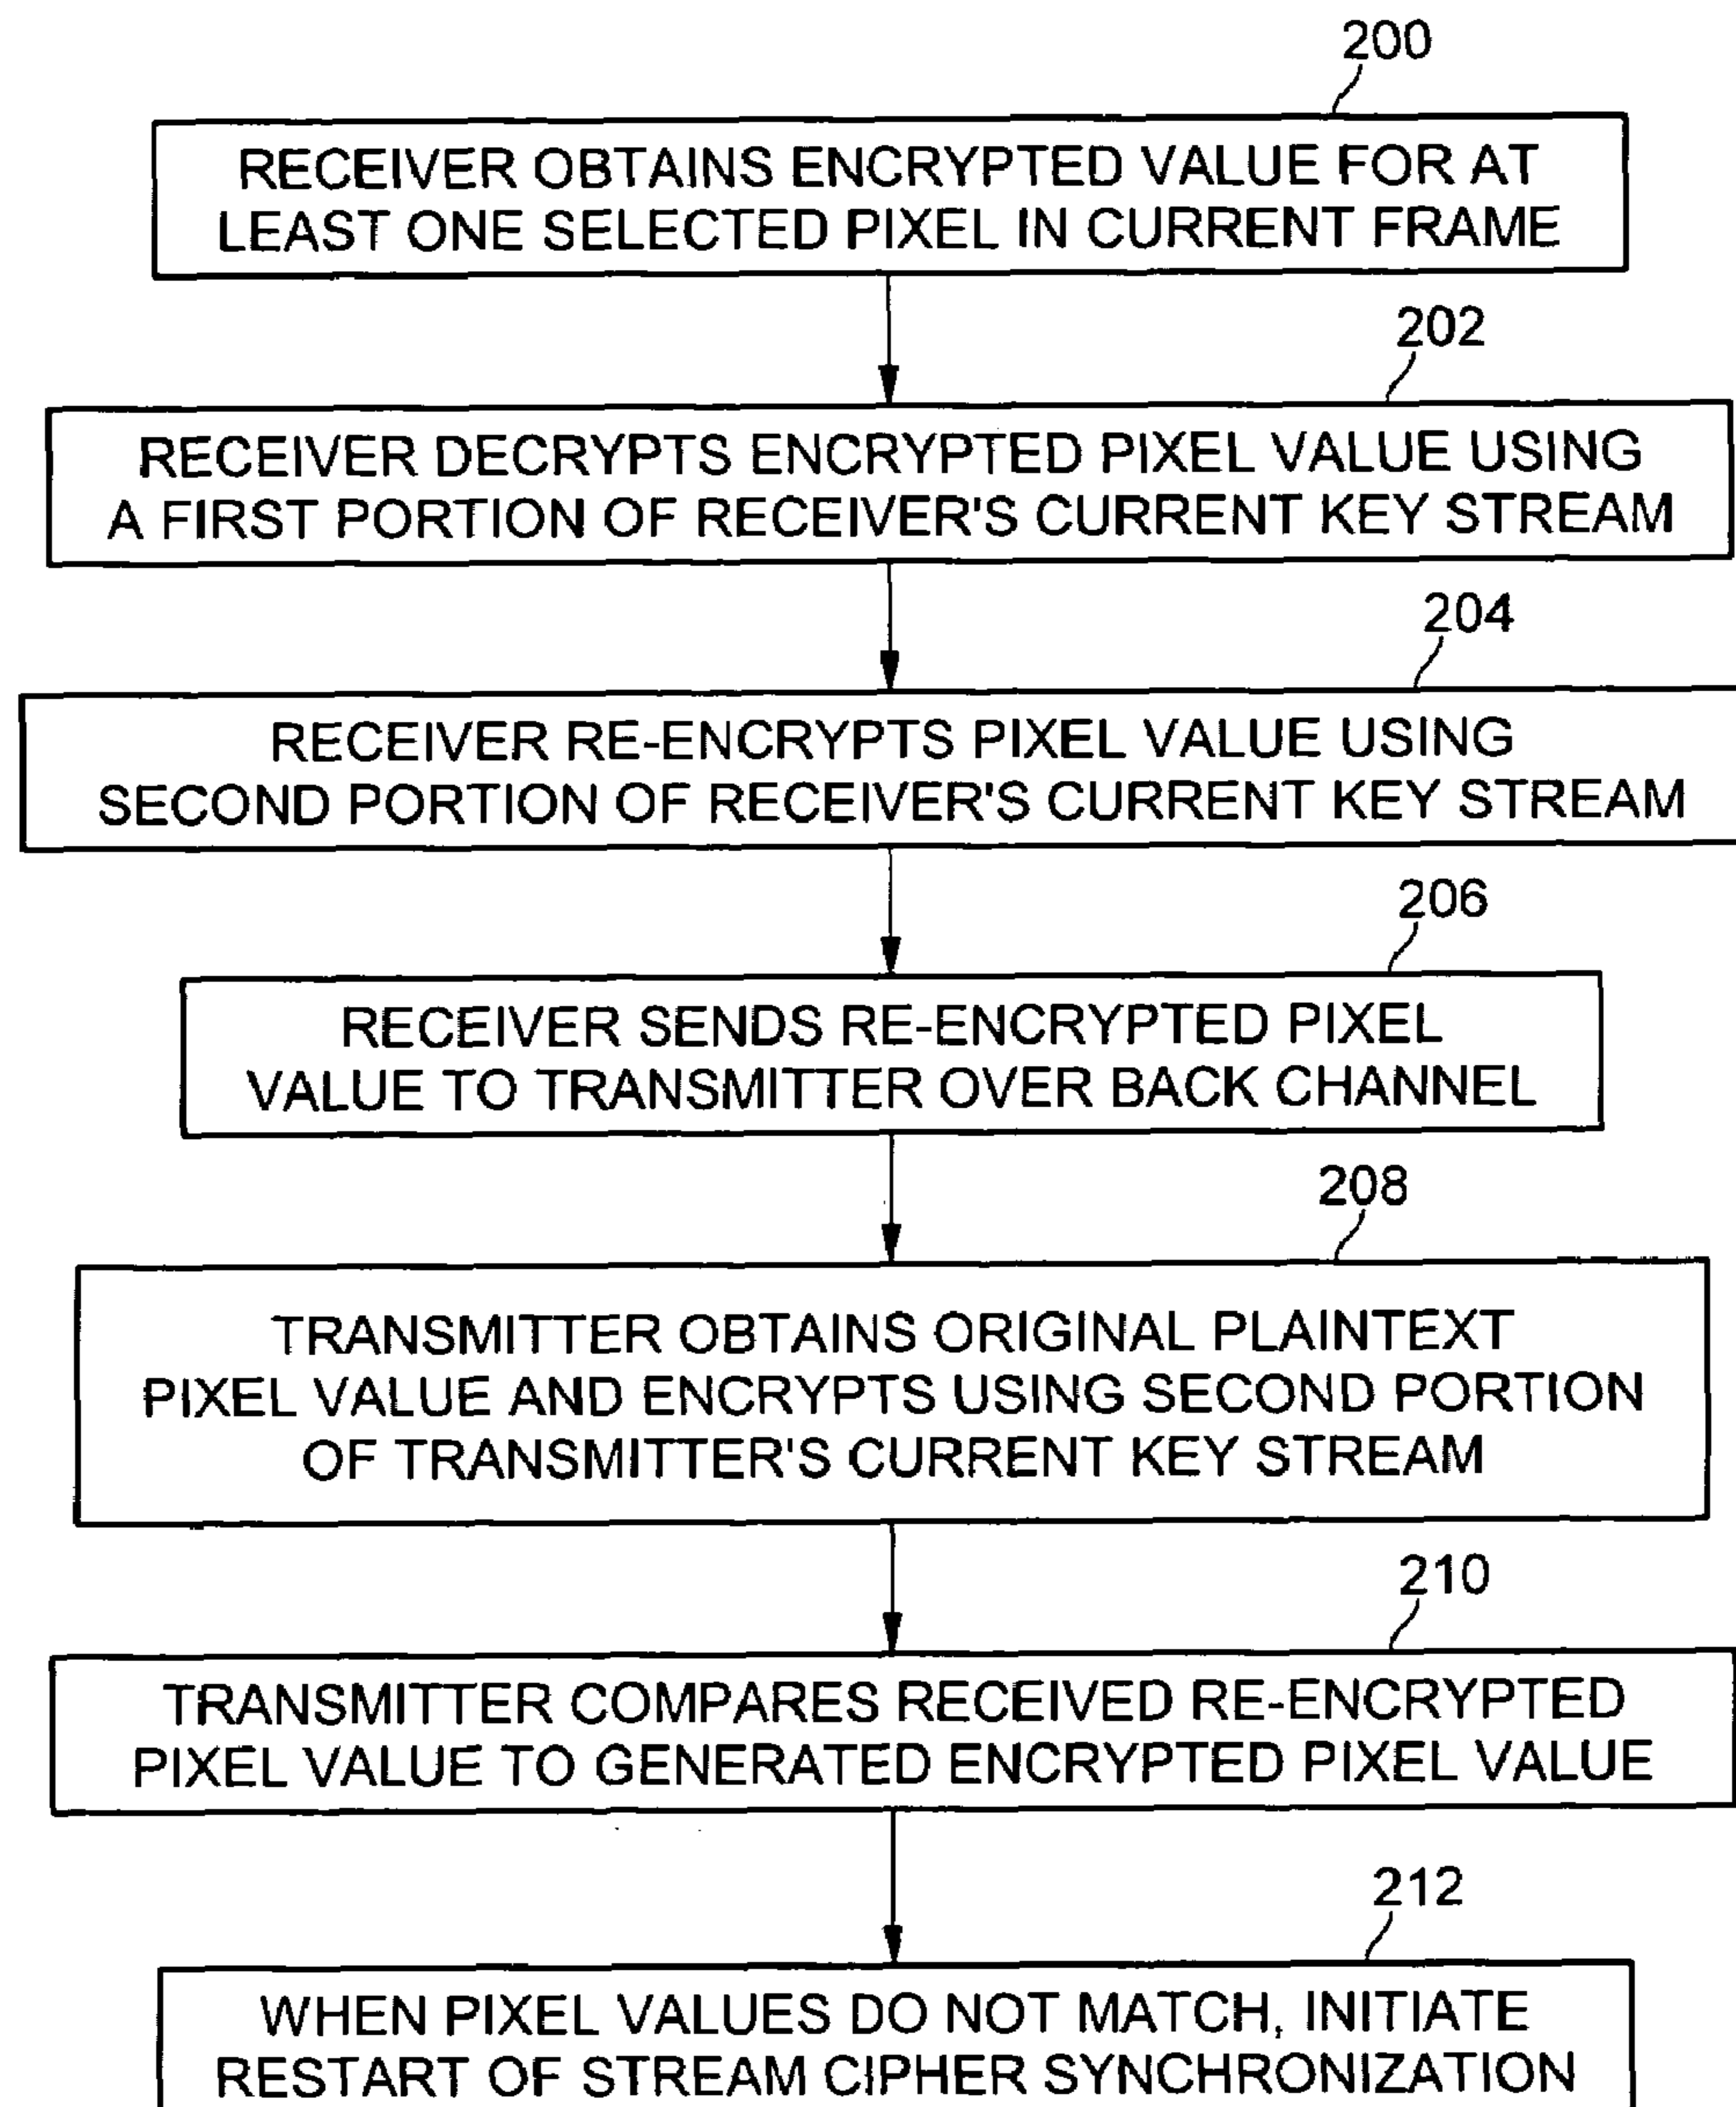 200
RECEIVER OBTAINS ENCRYPTED VALUE FOR AT
LEAST ONE SELECTED PIXEL IN CURRENT FRAME
202
RECEIVER DECRYPTS ENCRYPTED PIXEL VALUE USING
A FIRST PORTION OF RECEIVER'S CURRENT KEY STREAM
204
RECEIVER RE-ENCRYPTS PIXEL VALUE USING
SECOND PORTION OF RECEIVER'S CURRENT KEY STREAM
206
RECEIVER SENDS RE-ENCRYPTED PIXEL
VALUE TO TRANSMITTER OVER BACK CHANNEL
208
TRANSMITTER OBTAINS ORIGINAL PLAINTEXT
PIXEL VALUE AND ENCRYPTS USING SECOND PORTION
OF TRANSMITTER'S CURRENT KEY STREAM
210
TRANSMITTER COMPARES RECEIVED RE-ENCRYPTED
PIXEL VALUE TO GENERATED ENCRYPTED PIXEL VALUE
212
WHEN PIXEL VALUES DO NOT MATCH, INITIATE
RESTART OF STREAM CIPHER SYNCHRONIZATION